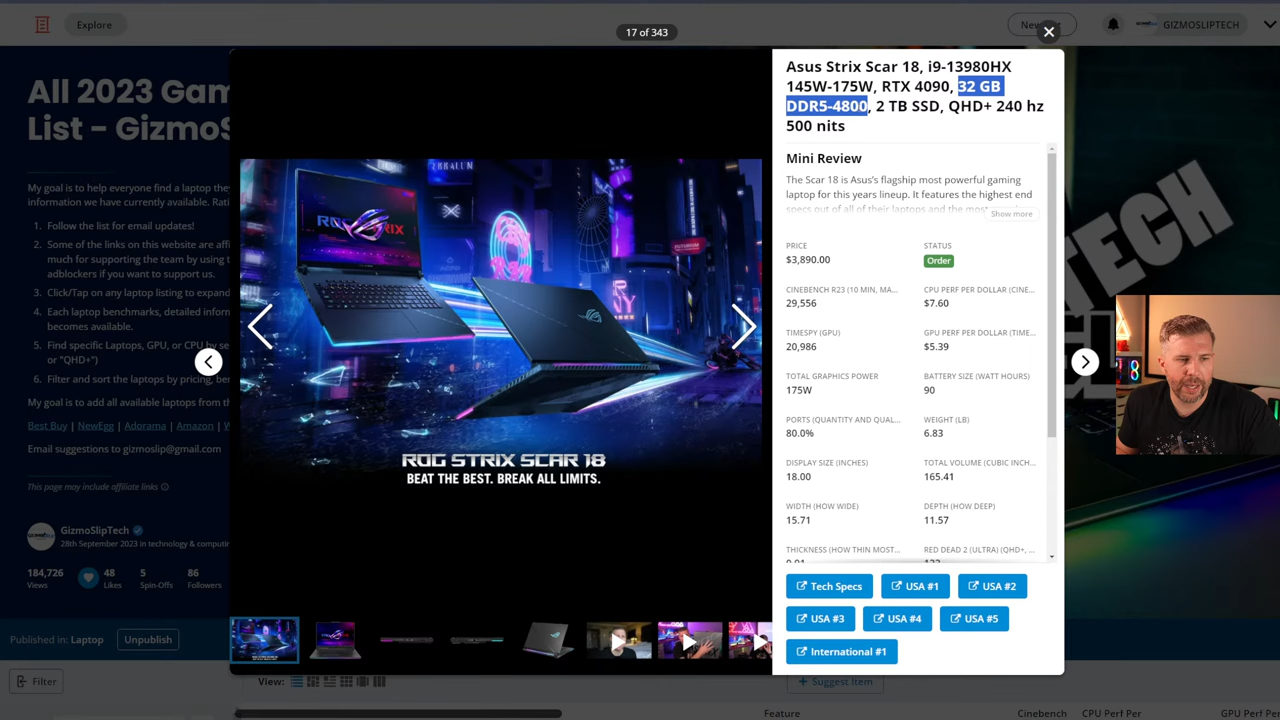 Explore
17 of 343
New
GIZMOSLIPTECH
All 2023 Gam
List - GizmoS
My goal is to help everyone find a laptop they
information we have currently available. Rati
1. Follow the list for email updates!
2. Some of the links on this website are affi
much for supporting the team by using t
adblockers if you want to support us.
3. Click/Tap on any laptop listing to expand
4. Each laptop benchmarks, detailed inform
becomes available.
5. Find specific Laptops, GPU, or CPU by se
or "QHD+")
6. Filter and sort the laptops by pricing, be
My goal is to add all available laptops from t
Best Buy | NewEgg | Adorama | Amazon | W
Email suggestions to gizmoslip@gmail.com
This page may include affiliate links
GizmoSlipTech
28th September 2023 in technology & computin
184,726 48 5 86
Views Likes Spin-Offs Followers
Published in: Laptop Unpublish
Filter
View:
Suggest Item
Feature Cinebench CPU Perf Per GPU Perf Per
ROG STRIX SCAR 18
BEAT THE BEST. BREAK ALL LIMITS.
Asus Strix Scar 18, i9-13980HX
145W-175W, RTX 4090, 32 GB
DDR5-4800, 2 TB SSD, QHD+ 240 hz
500 nits
Mini Review
The Scar 18 is Asus's flagship most powerful gaming
laptop for this years lineup. It features the highest end
specs out of all of their laptops and the most
Show more
PRICE STATUS
$3,890.00 Order
CINEBENCH R23 (10 MIN, MA... CPU PERF PER DOLLAR (CINE...
29,556 $7.60
TIMESPY (GPU) GPU PERF PER DOLLAR (TIME...
20,986 $5.39
TOTAL GRAPHICS POWER BATTERY SIZE (WATT HOURS)
175W 90
PORTS (QUANTITY AND QUAL... WEIGHT (LB)
80.0% 6.83
DISPLAY SIZE (INCHES) TOTAL VOLUME (CUBIC INCH...
18.00 165.41
WIDTH (HOW WIDE) DEPTH (HOW DEEP)
15.71 11.57
THICKNESS (HOW THIN MOST... RED DEAD 2 (ULTRA) (QHD+, ...
Tech Specs USA #1 USA #2
USA #3 USA #4 USA #5
International #1